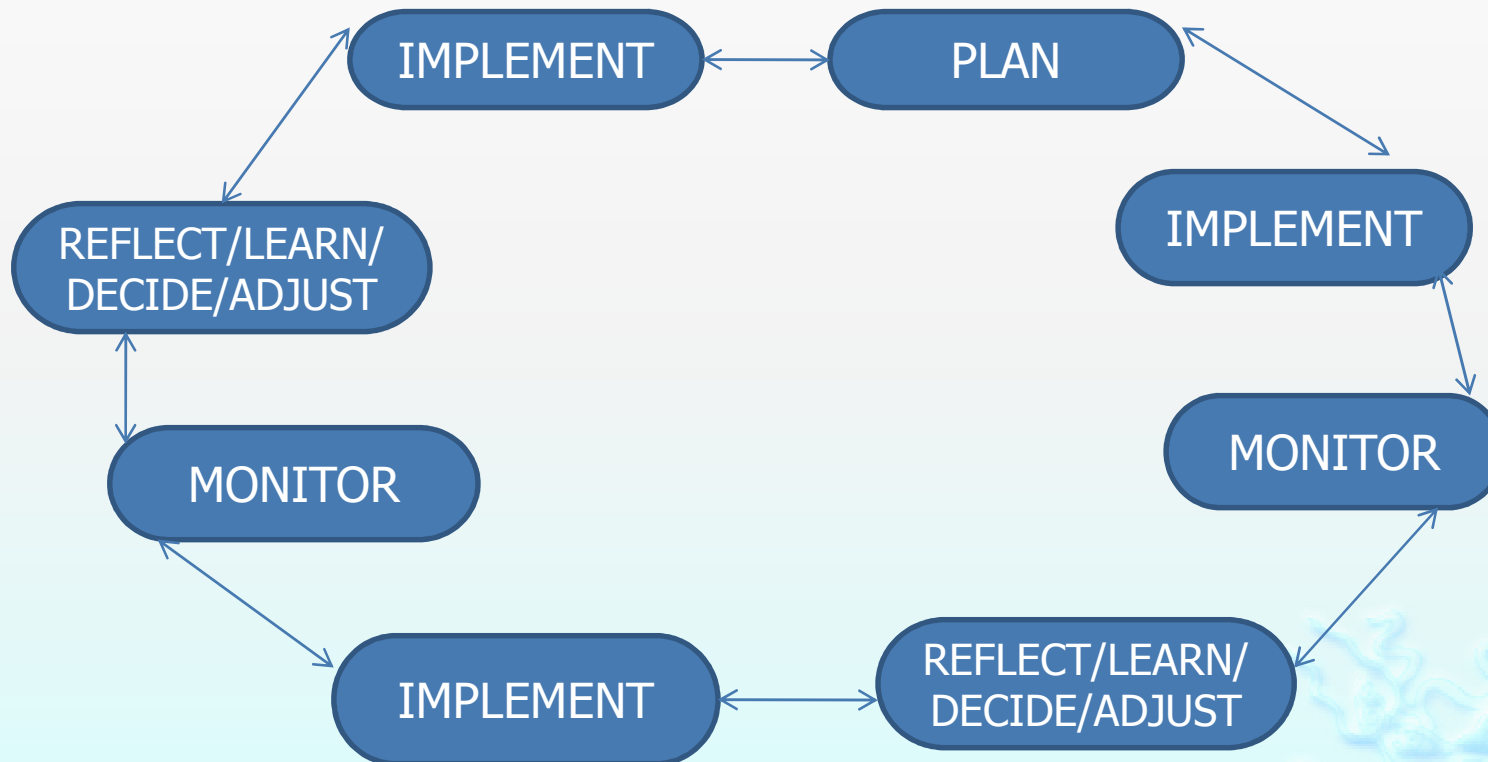 IMPLEMENT
PLAN
IMPLEMENT
REFLECT/LEARN/
DECIDE/ADJUST
MONITOR
MONITOR
IMPLEMENT
REFLECT/LEARN/
DECIDE/ADJUST